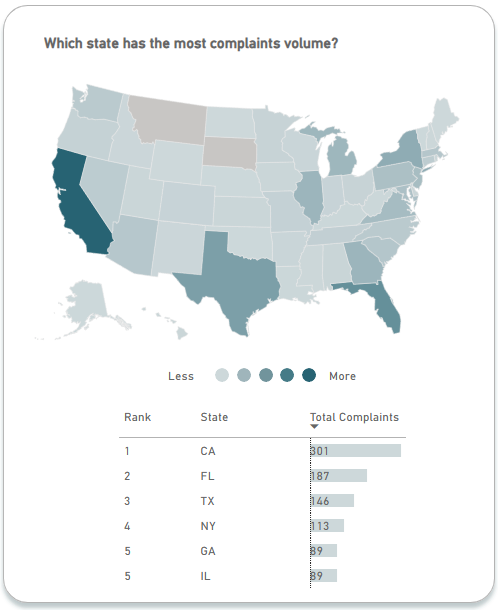 Which state has the most complaints volume?
Less More
Rank State Total Complaints
1 CA 301
2 FL 187
3 TX 146
4 NY 113
5 GA 89
5 IL 89